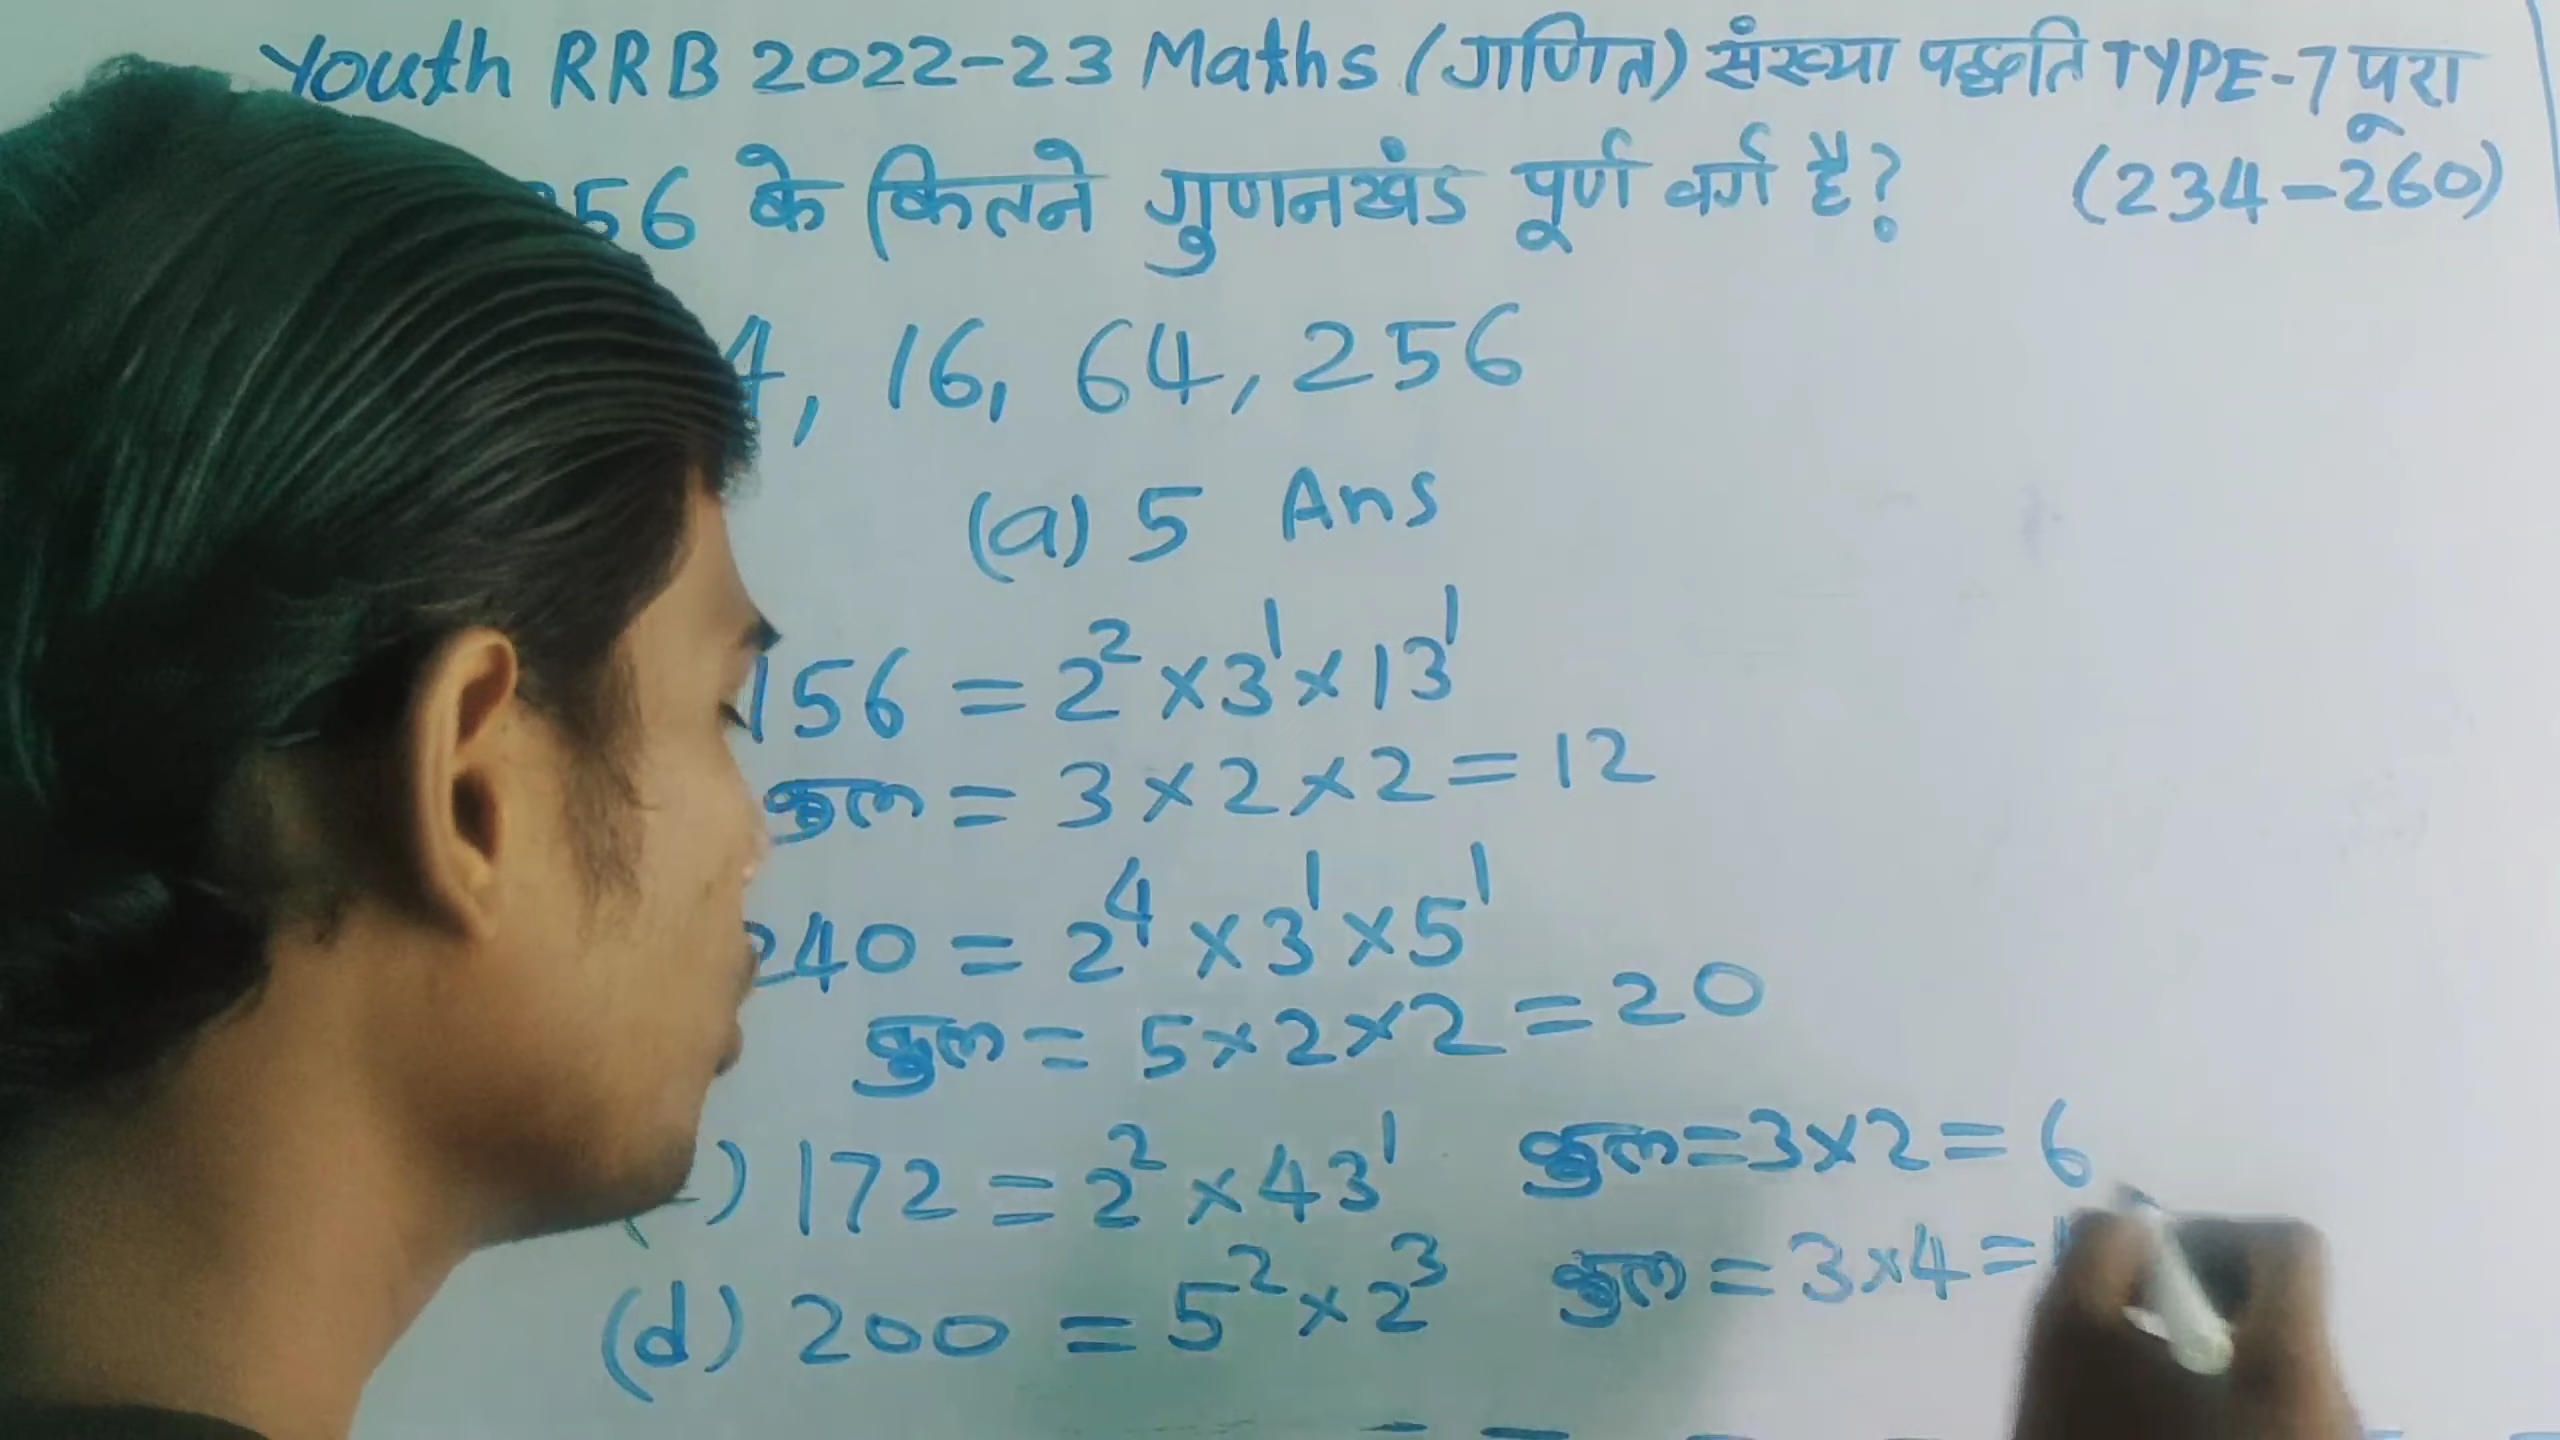 Youth RRB 2022-23 Maths (गणित) संख्या पद्धति TYPE-7 पूरा
56 के कितने गुणनखंड पूर्ण वर्ग है? (234-260)
4, 16, 64, 256
(a) 5 Ans
156 = 2² × 3¹ × 13¹
कुल = 3 × 2 × 2 = 12
240 = 2⁴ × 3¹ × 5¹
कुल = 5 × 2 × 2 = 20
) 172 = 2² × 43¹ कुल = 3 × 2 = 6
(d) 200 = 5² × 2³ कुल = 3 × 4 =